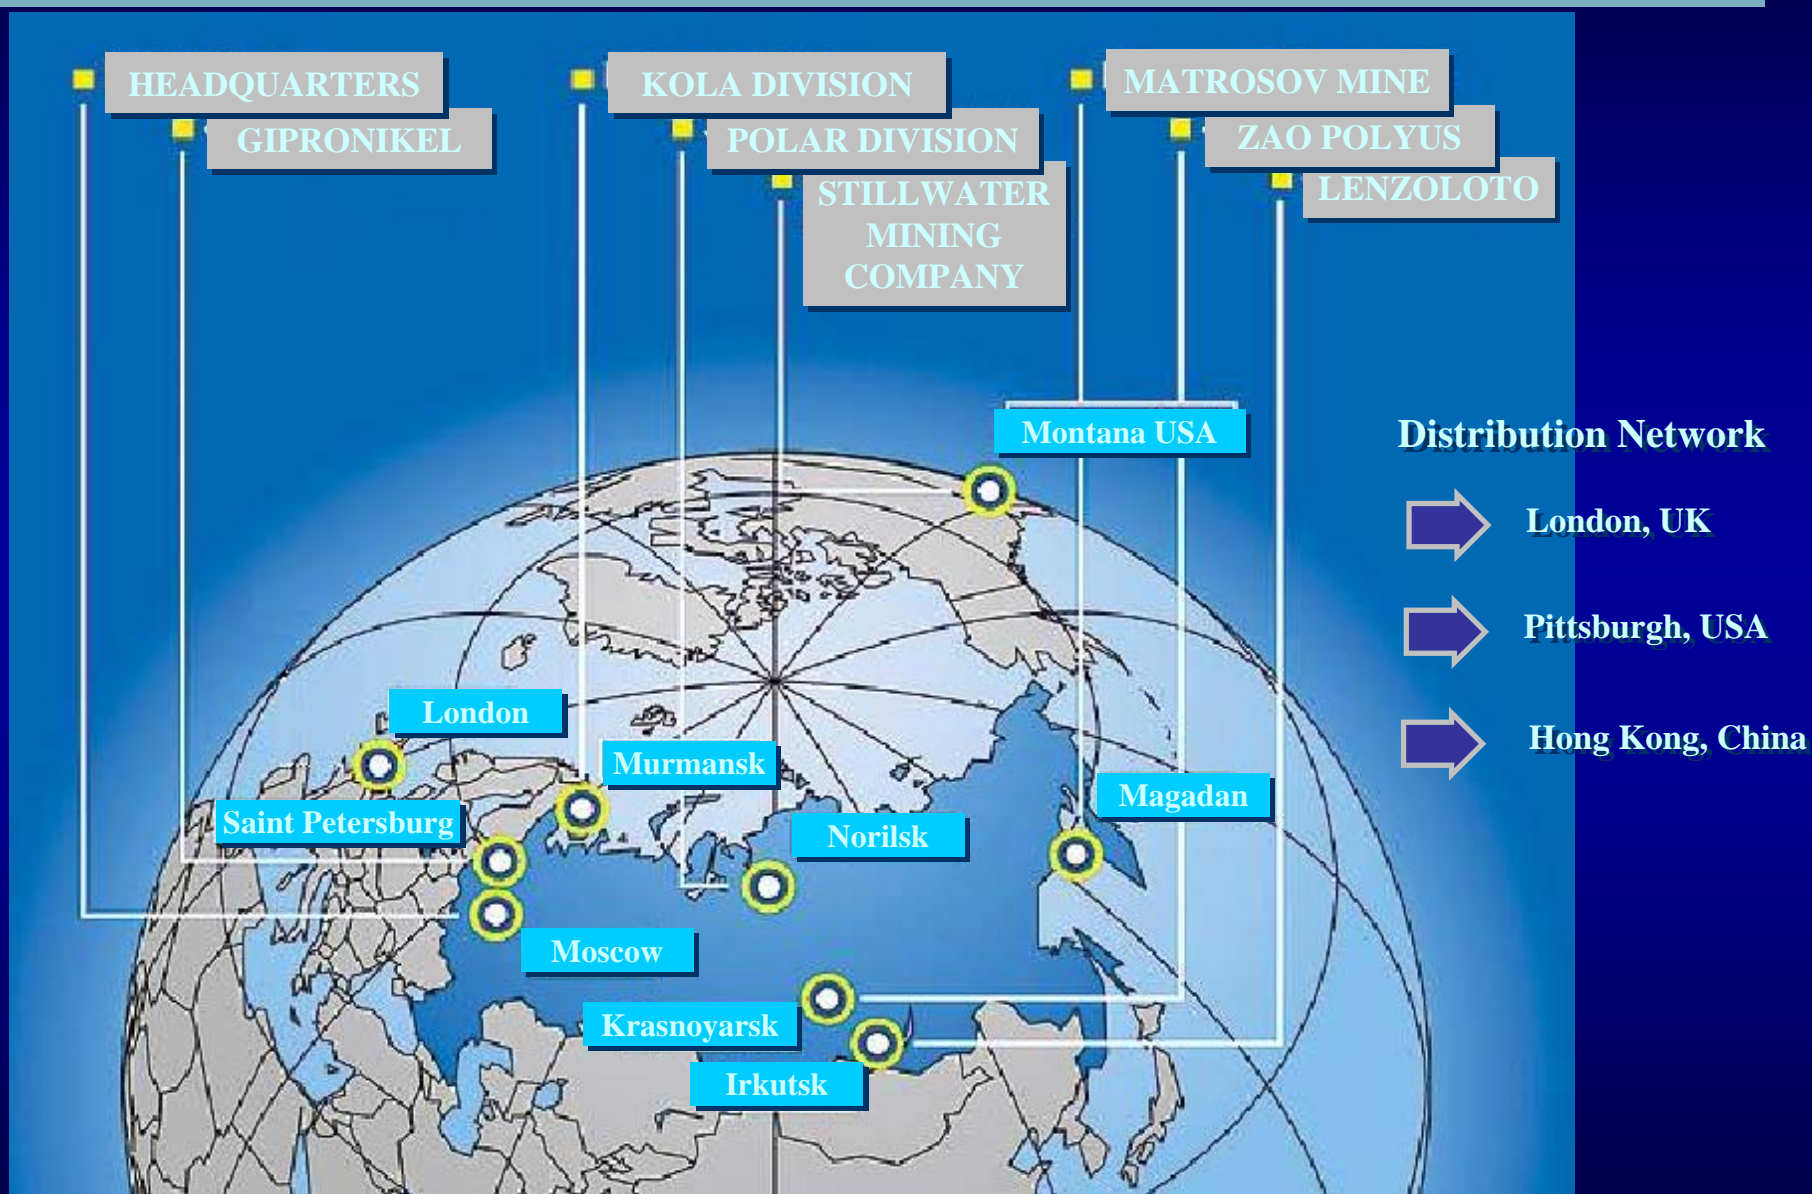 HEADQUARTERS
KOLA DIVISION
MATROSOV MINE
GIPRONIKEL
POLAR DIVISION
ZAO POLYUS
STILLWATER
MINING
COMPANY
LENZOLOTO
Montana USA
Distribution Network
London, UK
Pittsburgh, USA
Hong Kong, China
London
Murmansk
Magadan
Saint Petersburg
Norilsk
Moscow
Krasnoyarsk
Irkutsk